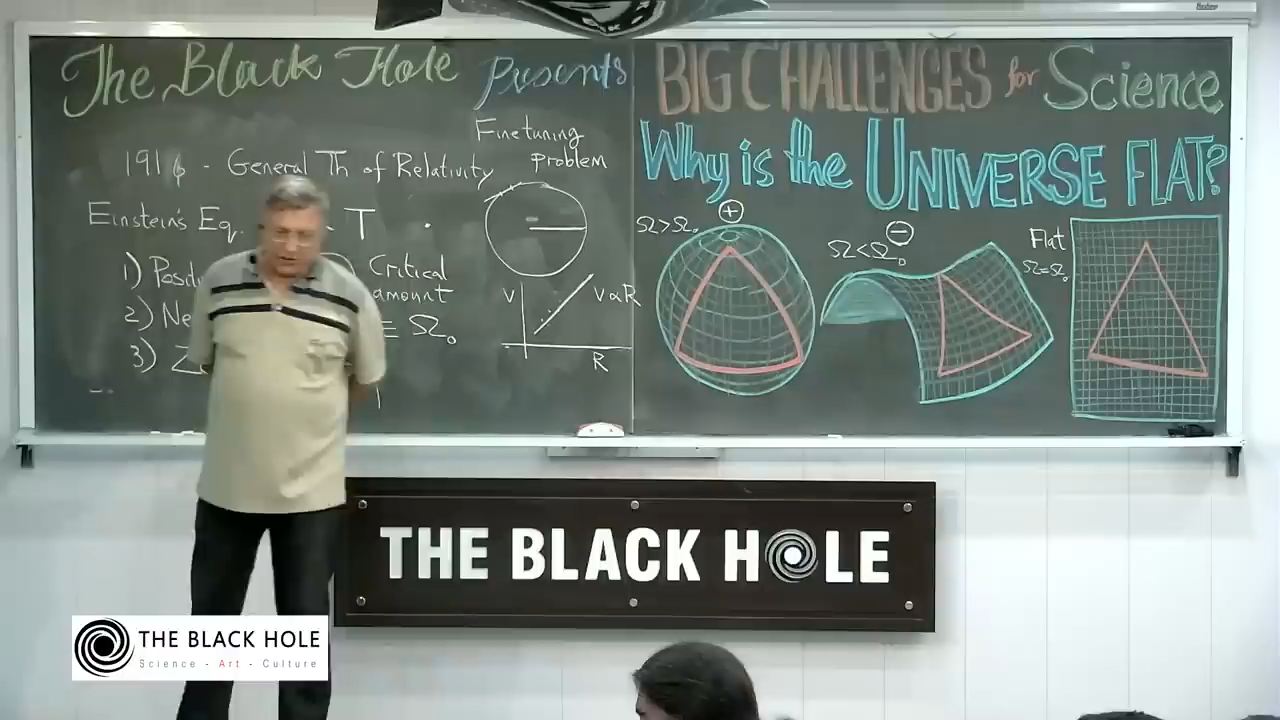 The Black Hole Presents
Finetuning
problem
1916 - General Th of Relativity
Einstein's Eq. T
1) Critical
amount
2) Ω₀
3)
V
V∝R
R
BIG CHALLENGES for Science
Why is the UNIVERSE FLAT?
Ω>Ω₀
+
Ω<Ω₀
−
Flat
Ω=Ω₀
THE BLACK HOLE
THE BLACK HOLE
Science - Art - Culture